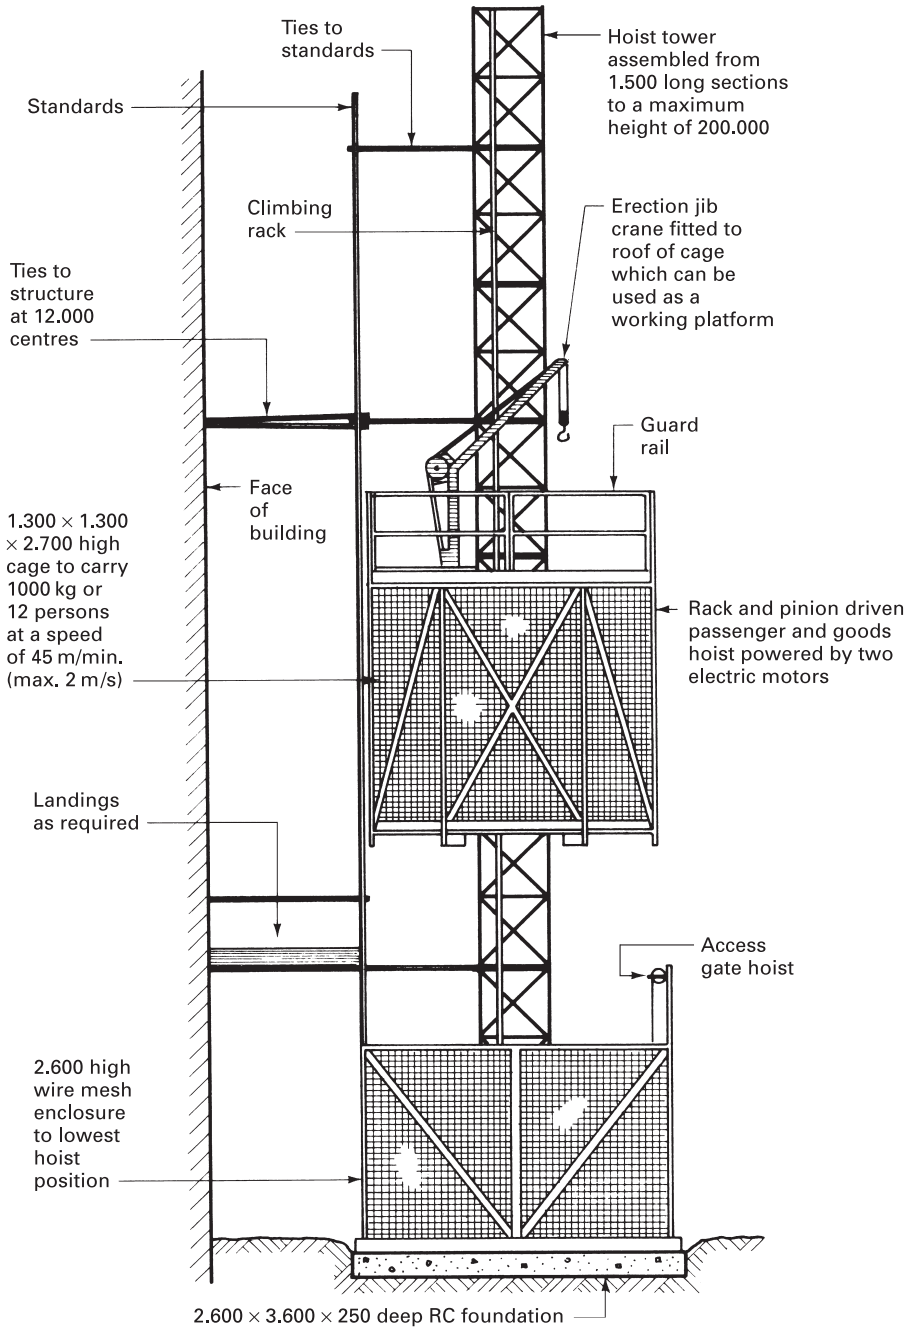 Ties to
standards
Hoist tower
assembled from
1.500 long sections
to a maximum
height of 200.000
Standards
Climbing
rack
Erection jib
crane fitted to
roof of cage
which can be
used as a
working platform
Ties to
structure
at 12.000
centres
Guard
rail
Face
of
building
1.300 × 1.300
× 2.700 high
cage to carry
1000 kg or
12 persons
at a speed
of 45 m/min.
(max. 2 m/s)
Rack and pinion driven
passenger and goods
hoist powered by two
electric motors
Landings
as required
Access
gate hoist
2.600 high
wire mesh
enclosure
to lowest
hoist
position
2.600 × 3.600 × 250 deep RC foundation